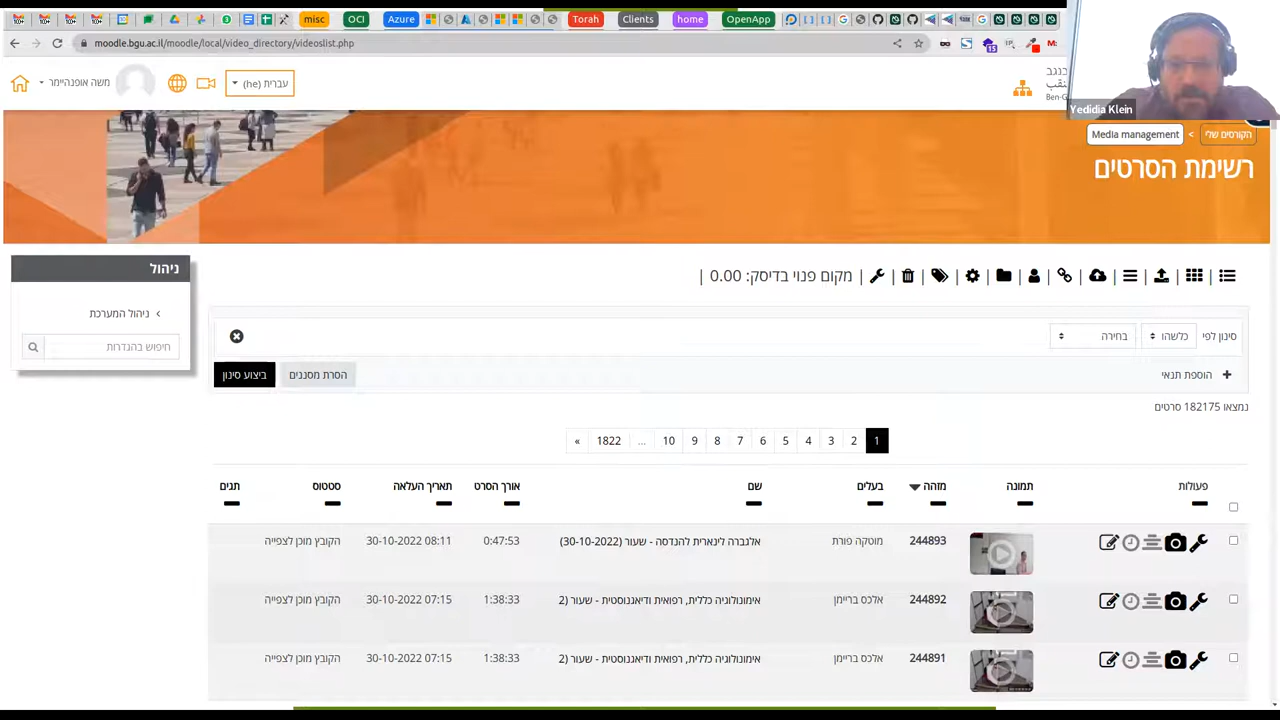 misc OCI Azure Torah Clients home OpenApp
moodle.bgu.ac.il/moodle/local/video_directory/videoslist.php
עברית (he)
משה אופנהיימר
Yedidia Klein
הקורסים שלי > Media management
רשימת הסרטים
| מקום פנוי בדיסק: 0.00 |
ניהול
ניהול המערכת
חיפוש בהגדרות
סינון לפי כלשהו בחירה
הוספת תנאי
הסרת מסננים ביצוע סינון
נמצאו 182175 סרטים
1 2 3 4 5 6 7 8 9 10 ... 1822 »
פעולות תמונה מזהה בעלים שם אורך הסרט תאריך העלאה סטטוס תגים
244893 מוטקה פורת אלגברה לינארית להנדסה - שעור (30-10-2022) 0:47:53 30-10-2022 08:11 הקובץ מוכן לצפייה
244892 אלכס בריימן אימונולוגיה כללית, רפואית ודיאגנוסטית - שעור (2 1:38:33 30-10-2022 07:15 הקובץ מוכן לצפייה
244891 אלכס בריימן אימונולוגיה כללית, רפואית ודיאגנוסטית - שעור (2 1:38:33 30-10-2022 07:15 הקובץ מוכן לצפייה